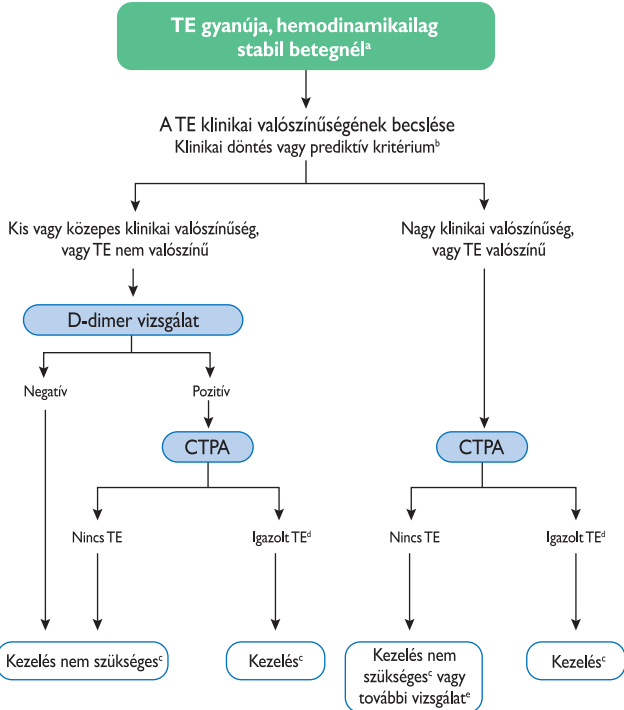 TE gyanúja, hemodinamikailag
stabil betegnélᵃ
A TE klinikai valószínűségének becslése
Klinikai döntés vagy prediktív kritériumᵇ
Kis vagy közepes klinikai valószínűség,
vagy TE nem valószínű
Nagy klinikai valószínűség,
vagy TE valószínű
D-dimer vizsgálat
Negatív
Pozitív
CTPA
CTPA
Nincs TE
Igazolt TEᵈ
Nincs TE
Igazolt TEᵈ
Kezelés nem szükségesᶜ
Kezelésᶜ
Kezelés nem
szükségesᶜ vagy
további vizsgálatᵉ
Kezelésᶜ